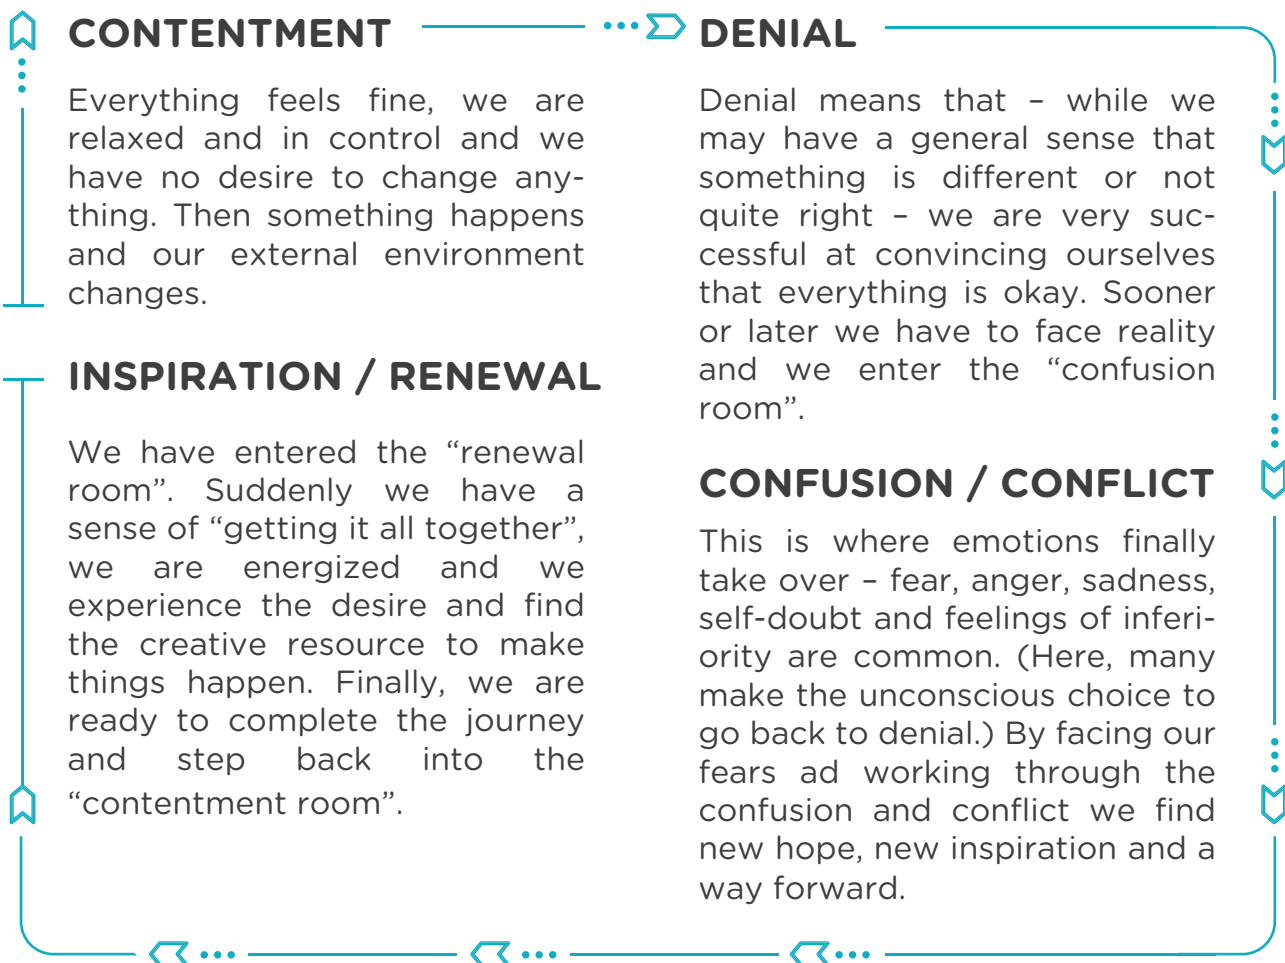 CONTENTMENT
Everything feels fine, we are
relaxed and in control and we
have no desire to change any-
thing. Then something happens
and our external environment
changes.
DENIAL
Denial means that – while we
may have a general sense that
something is different or not
quite right – we are very suc-
cessful at convincing ourselves
that everything is okay. Sooner
or later we have to face reality
and we enter the “confusion
room”.
CONFUSION / CONFLICT
This is where emotions finally
take over – fear, anger, sadness,
self-doubt and feelings of inferi-
ority are common. (Here, many
make the unconscious choice to
go back to denial.) By facing our
fears ad working through the
confusion and conflict we find
new hope, new inspiration and a
way forward.
INSPIRATION / RENEWAL
We have entered the “renewal
room”. Suddenly we have a
sense of “getting it all together”,
we are energized and we
experience the desire and find
the creative resource to make
things happen. Finally, we are
ready to complete the journey
and step back into the
“contentment room”.